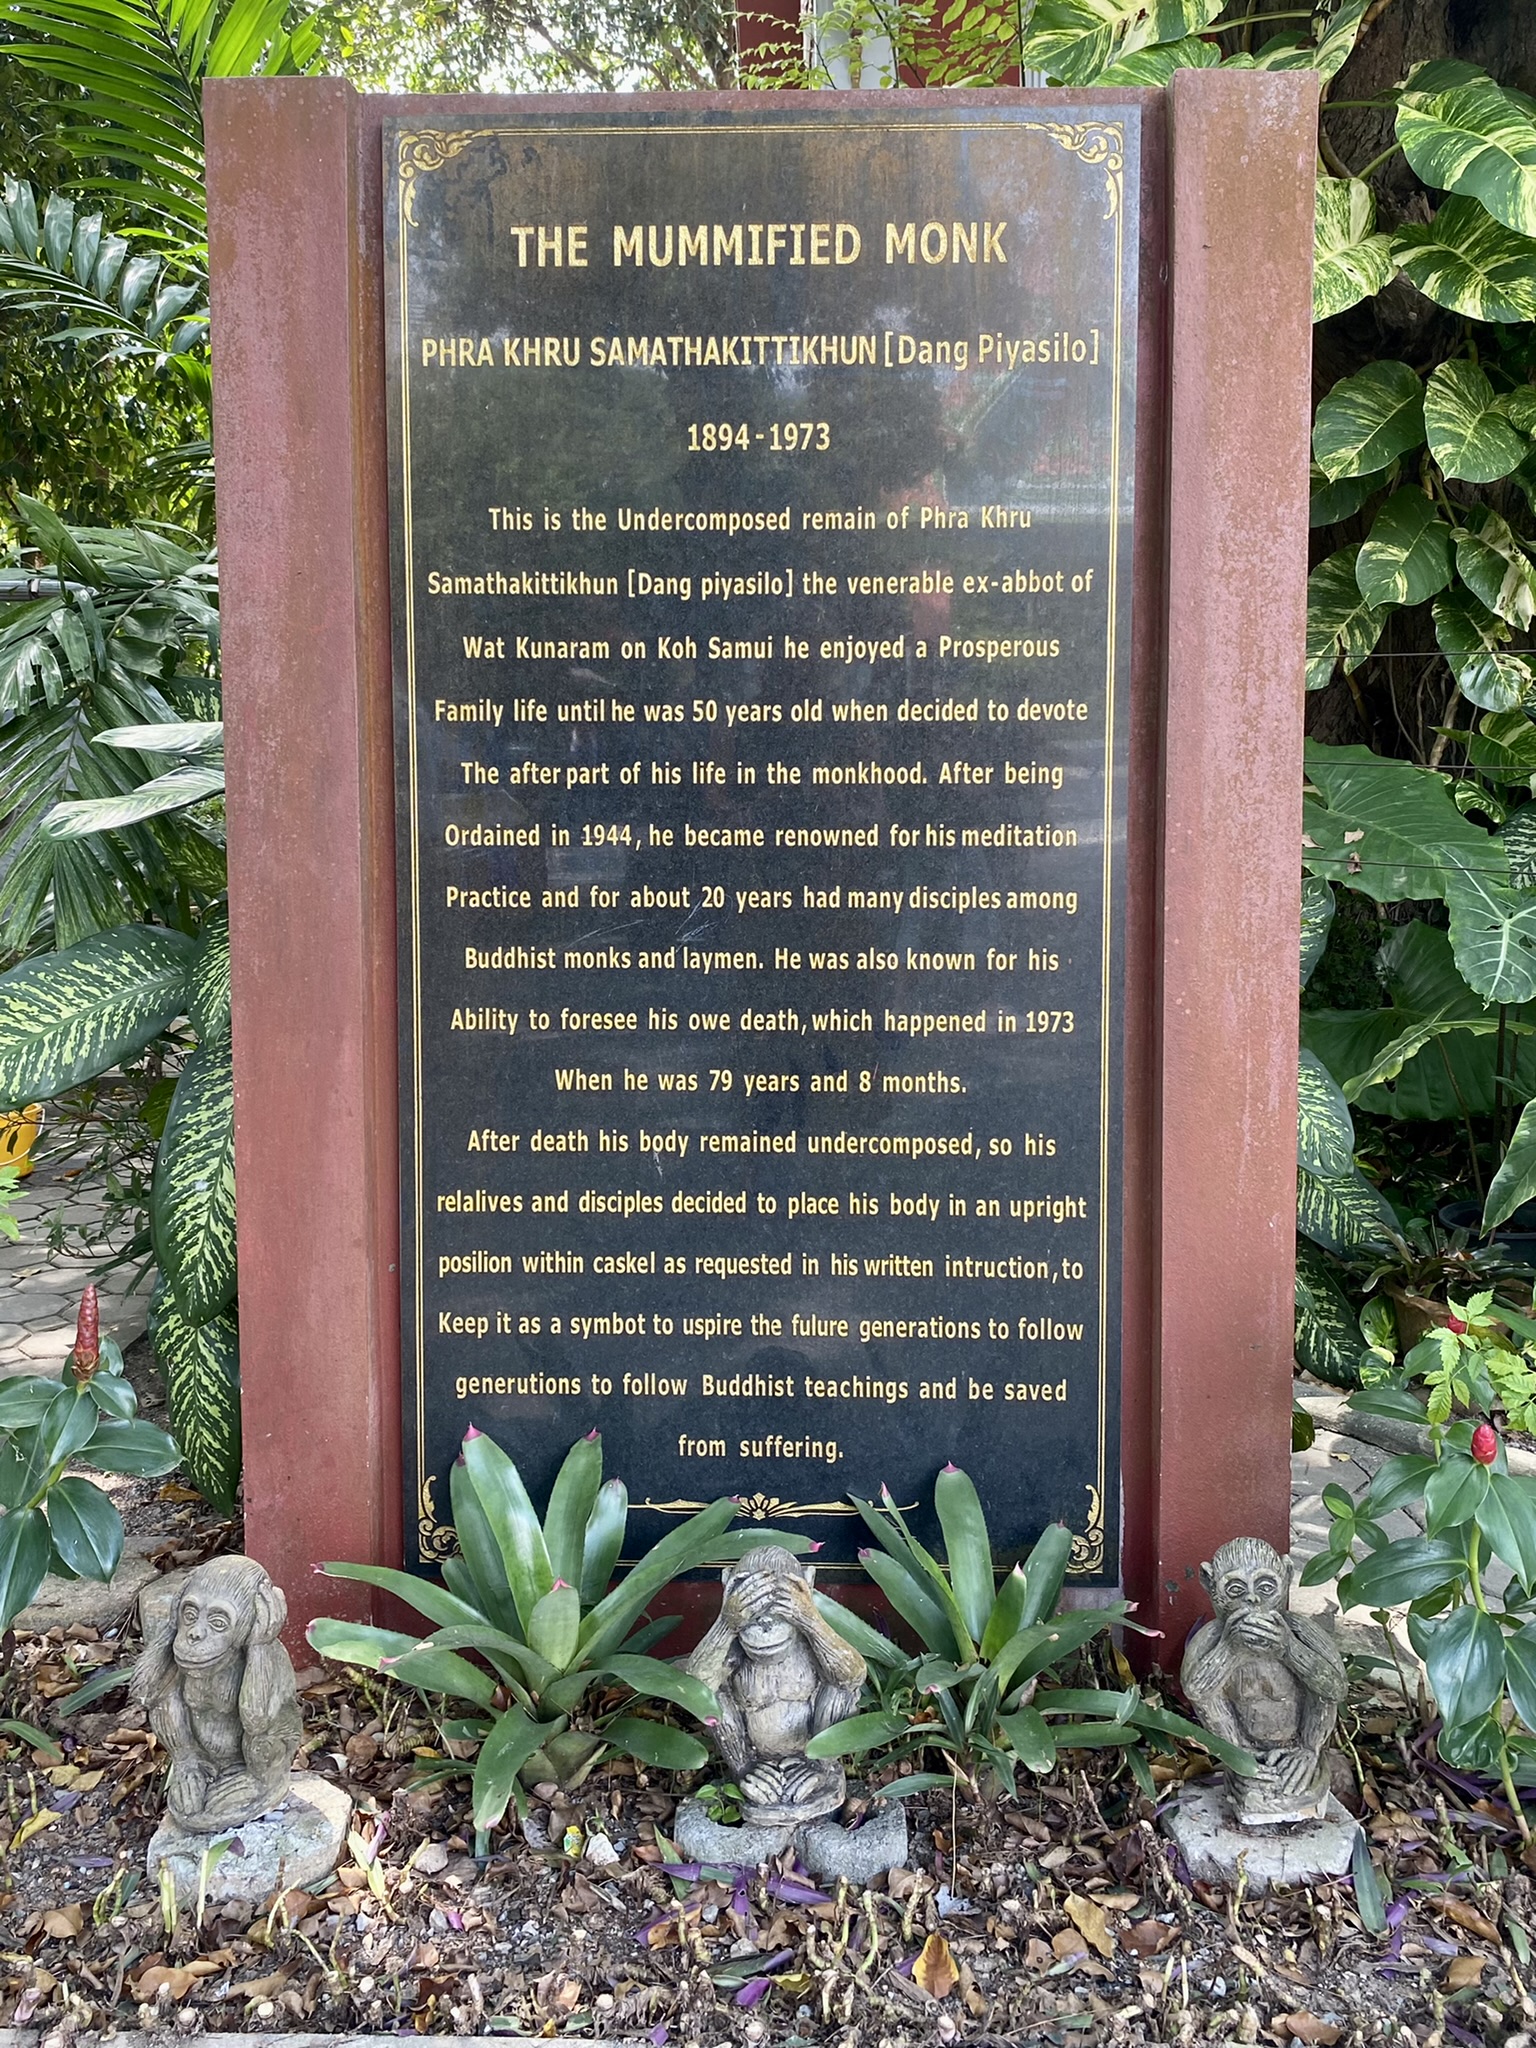 THE MUMMIFIED MONK
PHRA KHRU SAMATHAKITTIKHUN [Dang Piyasilo]
1894-1973
This is the Undercomposed remain of Phra Khru
Samathakittikhun [Dang piyasilo] the venerable ex-abbot of
Wat Kunaram on Koh Samui he enjoyed a Prosperous
Family life until he was 50 years old when decided to devote
The after part of his life in the monkhood. After being
Ordained in 1944, he became renowned for his meditation
Practice and for about 20 years had many disciples among
Buddhist monks and laymen. He was also known for his
Ability to foresee his owe death, which happened in 1973
When he was 79 years and 8 months.
After death his body remained undercomposed, so his
relalives and disciples decided to place his body in an upright
posilion within caskel as requested in his written intruction, to
Keep it as a symbot to uspire the fulure generations to follow
generutions to follow Buddhist teachings and be saved
from suffering.